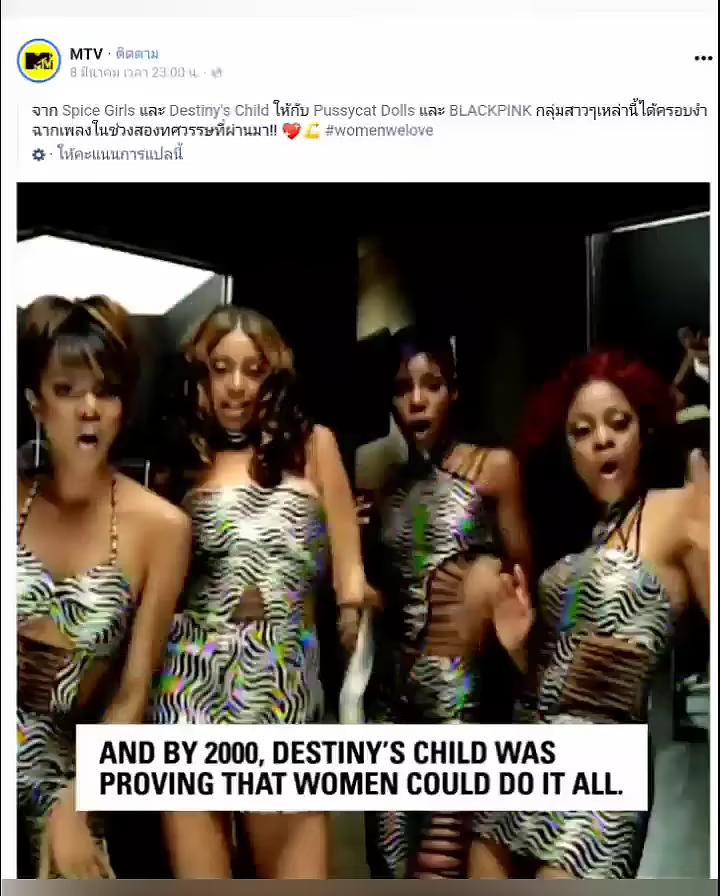 MTV · ติดตาม
8 มีนาคม เวลา 23:00 น. ·
จาก Spice Girls และ Destiny's Child ให้กับ Pussycat Dolls และ BLACKPINK กลุ่มสาวๆเหล่านี้ได้ครอบงำ
ฉากเพลงในช่วงสองทศวรรษที่ผ่านมา!! 💖💪 #womenwelove
· ให้คะแนนการแปลนี้
AND BY 2000, DESTINY'S CHILD WAS
PROVING THAT WOMEN COULD DO IT ALL.